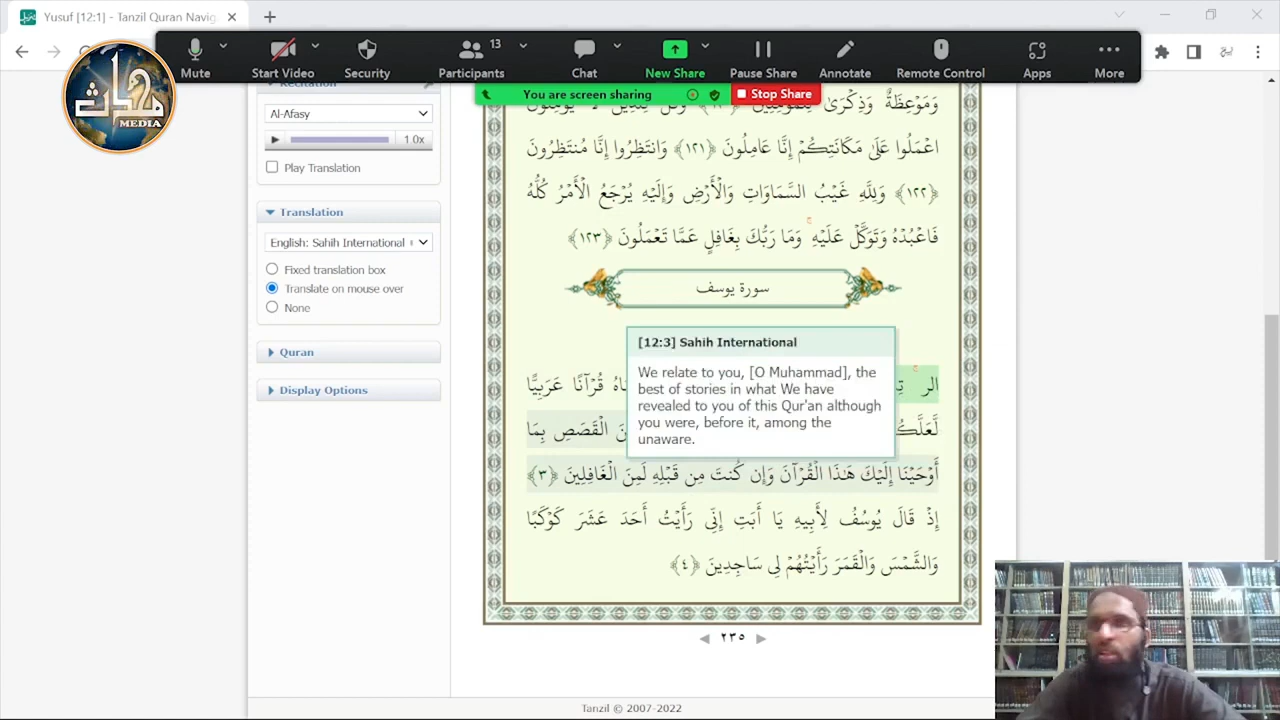 Yusuf [12:1] - Tanzil Quran Navig
Mute
Start Video
Security
13
Participants
Chat
New Share
Pause Share
Annotate
Remote Control
Apps
More
You are screen sharing
Stop Share
MEDIA
Recitation
Al-Afasy
1.0x
Play Translation
Translation
English: Sahih International
Fixed translation box
Translate on mouse over
None
Quran
Display Options
وَمَوْعِظَةٌ وَذِكْرَىٰ
اعْمَلُوا عَلَىٰ مَكَانَتِكُمْ إِنَّا عَامِلُونَ ﴿١٢١﴾ وَانتَظِرُوا إِنَّا مُنتَظِرُونَ
﴿١٢٢﴾ وَلِلَّهِ غَيْبُ السَّمَاوَاتِ وَالْأَرْضِ وَإِلَيْهِ يُرْجَعُ الْأَمْرُ كُلُّهُ
فَاعْبُدْهُ وَتَوَكَّلْ عَلَيْهِ ۚ وَمَا رَبُّكَ بِغَافِلٍ عَمَّا تَعْمَلُونَ ﴿١٢٣﴾
سورة يوسف
[12:3] Sahih International
We relate to you, [O Muhammad], the
best of stories in what We have
revealed to you of this Qur'an although
you were, before it, among the
unaware.
الر ۚ قُرْآنًا عَرَبِيًّا
الْقَصَصِ بِمَا
أَوْحَيْنَا إِلَيْكَ هَٰذَا الْقُرْآنَ وَإِن كُنتَ مِن قَبْلِهِ لَمِنَ الْغَافِلِينَ ﴿٣﴾
إِذْ قَالَ يُوسُفُ لِأَبِيهِ يَا أَبَتِ إِنِّي رَأَيْتُ أَحَدَ عَشَرَ كَوْكَبًا
وَالشَّمْسَ وَالْقَمَرَ رَأَيْتُهُمْ لِي سَاجِدِينَ ﴿٤﴾
٢٣٥
Tanzil © 2007-2022